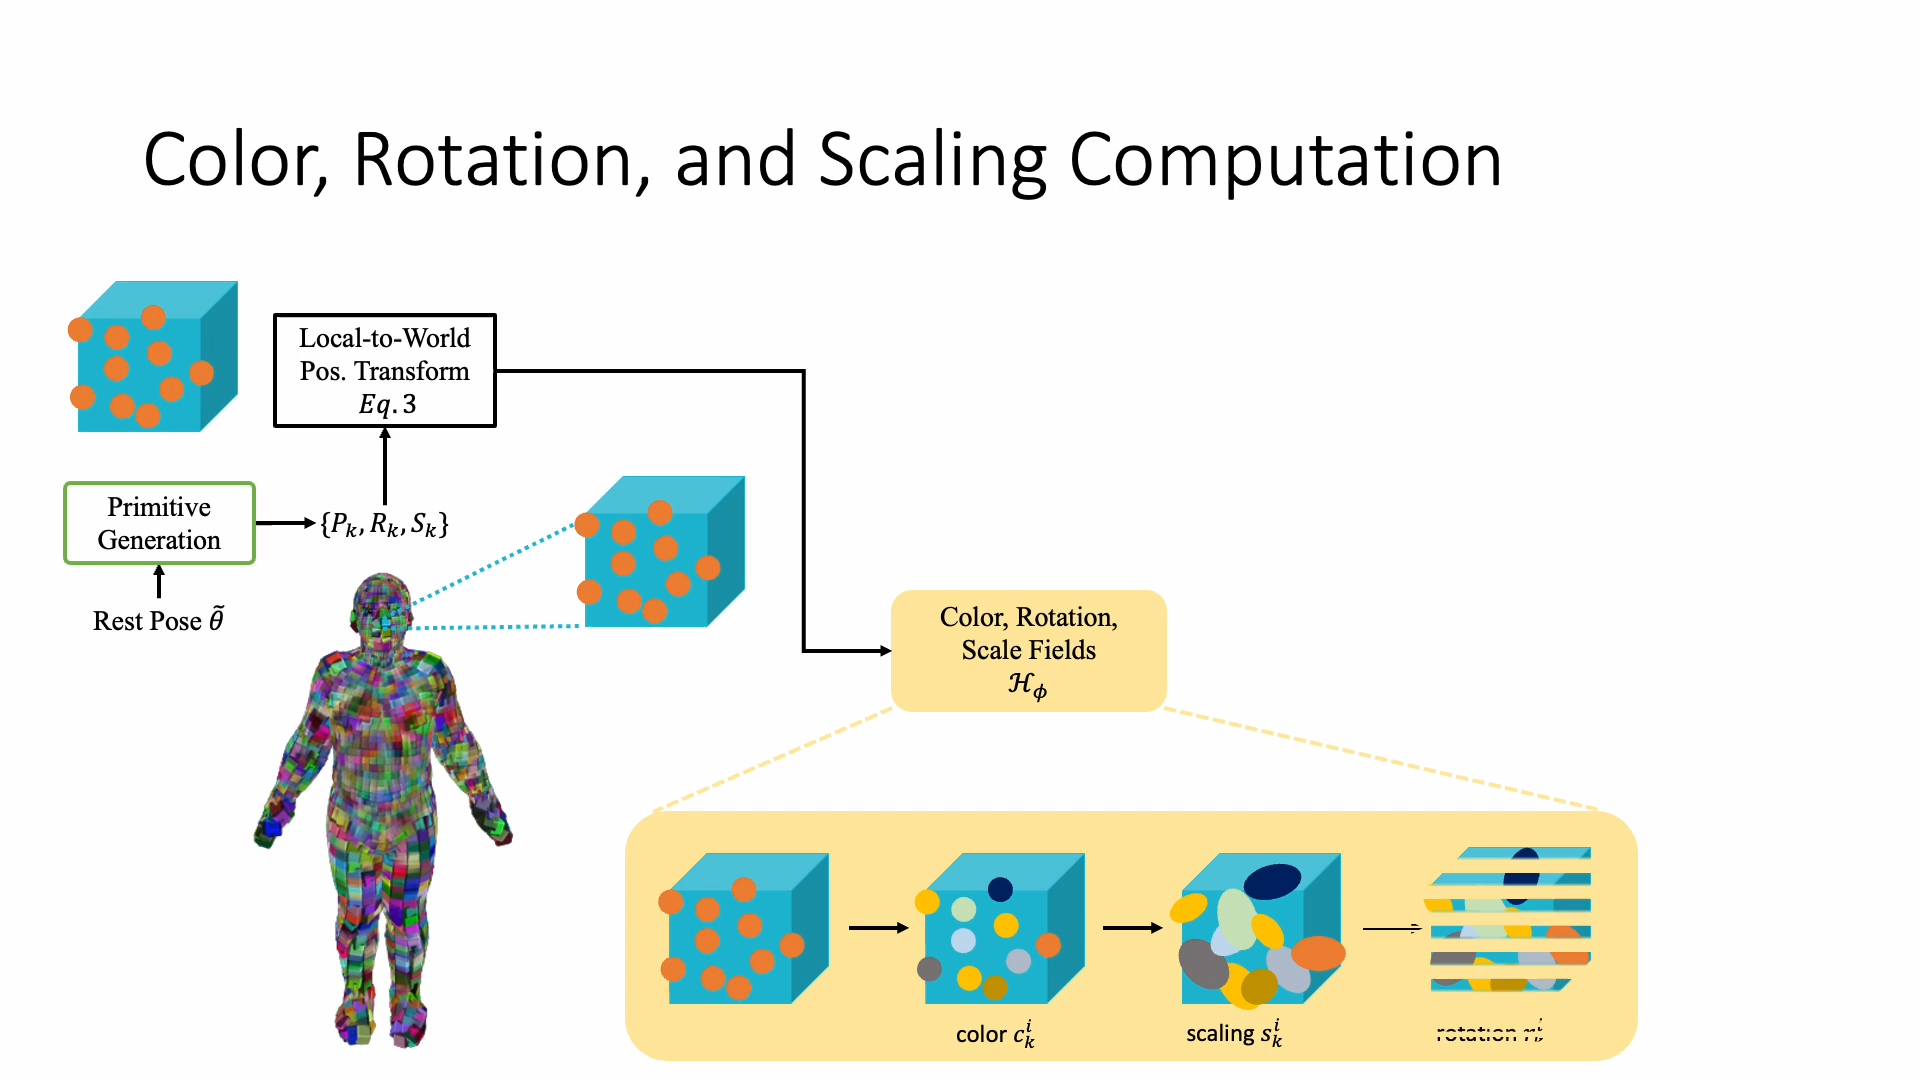 Color, Rotation, and Scaling Computation
Local-to-World
Pos. Transform
Eq. 3
Primitive
Generation
{P_k, R_k, S_k}
Rest Pose θ̃
Color, Rotation,
Scale Fields
ℋ_ϕ
color c_k^i
scaling s_k^i
rotation